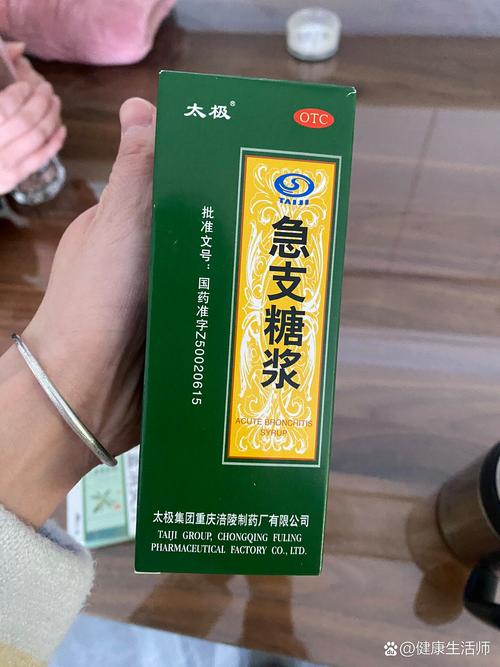 太极®
OTC
TAIJI
急支糖浆
ACUTE BRONCHITIS
SYRUP
批准文号：国药准字Z50020615
太极集团重庆涪陵制药厂有限公司
TAIJI GROUP, CHONGQING FULING
PHARMACEUTICAL FACTORY CO., LTD.
@健康生活师